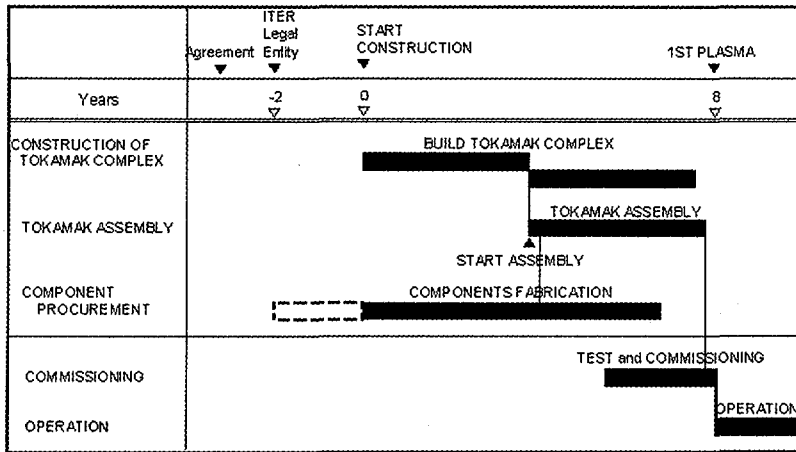 Agreement
ITER
Legal
Entity
START
CONSTRUCTION
1ST PLASMA
Years
-2
0
8
CONSTRUCTION OF
TOKAMAK COMPLEX
BUILD TOKAMAK COMPLEX
TOKAMAK ASSEMBLY
TOKAMAK ASSEMBLY
START ASSEMBLY
COMPONENT
PROCUREMENT
COMPONENTS FABRICATION
COMMISSIONING
TEST and COMMISSIONING
OPERATION
OPERATION